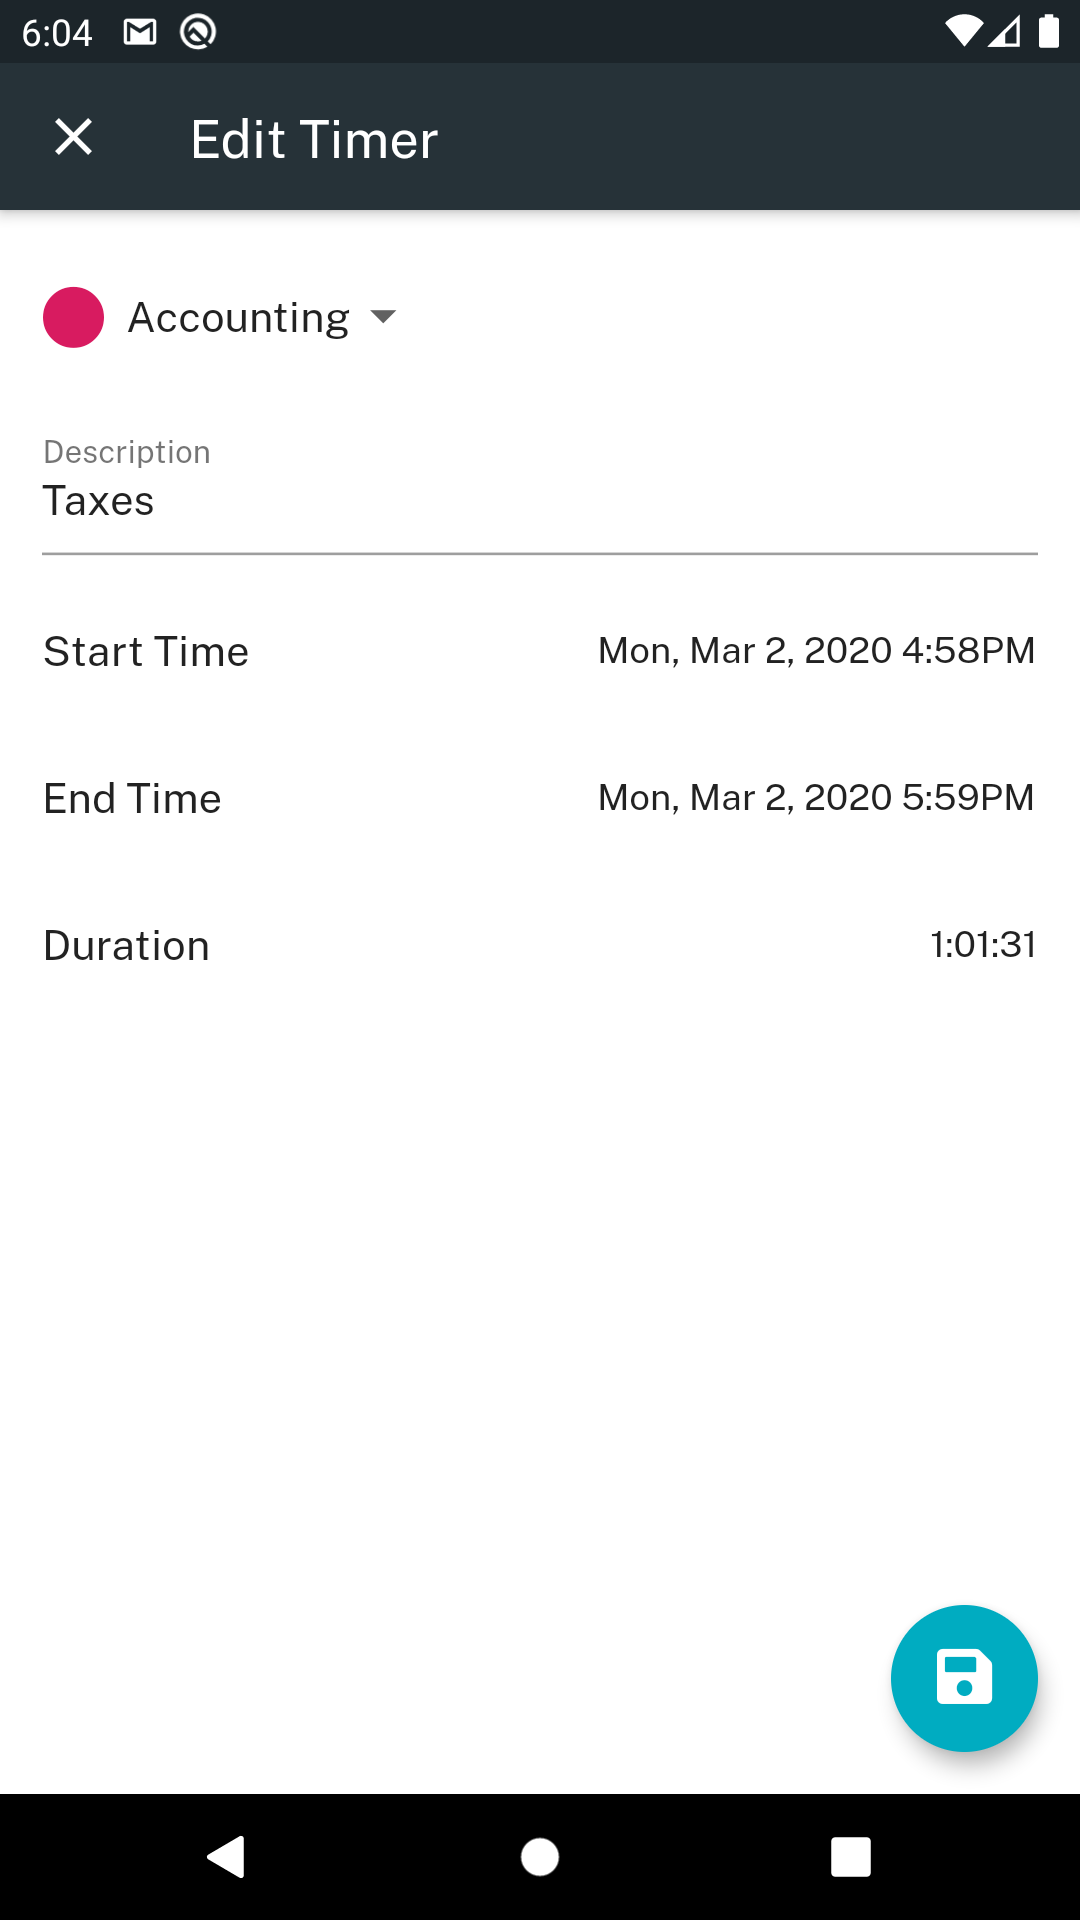 6:04
Edit Timer
Accounting
Description
Taxes
Start Time Mon, Mar 2, 2020 4:58PM
End Time Mon, Mar 2, 2020 5:59PM
Duration 1:01:31